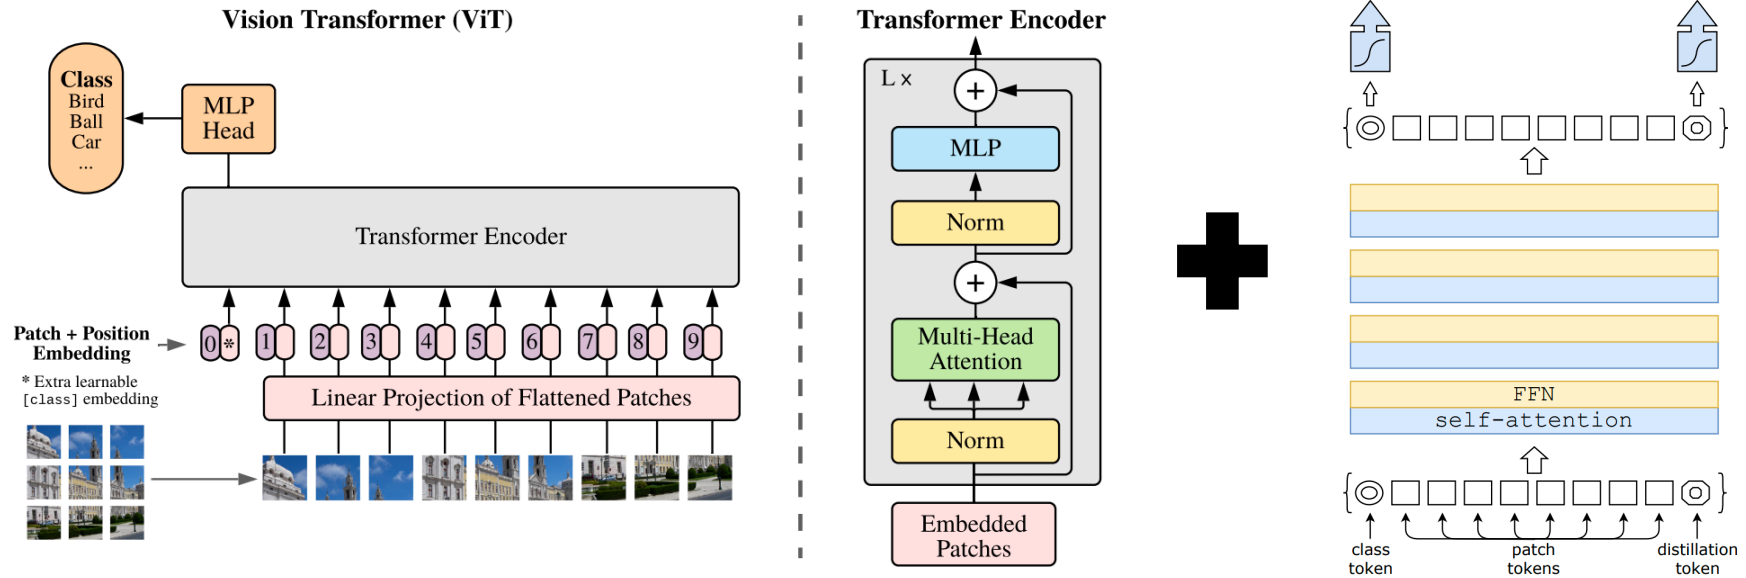 Vision Transformer (ViT)
Class
Bird
Ball
Car
...
MLP
Head
Transformer Encoder
Patch + Position
Embedding
0 * 1 2 3 4 5 6 7 8 9
* Extra learnable
[class] embedding
Linear Projection of Flattened Patches
Transformer Encoder
L ×
+
MLP
Norm
+
Multi-Head
Attention
Norm
Embedded
Patches
FFN
self-attention
class
token
patch
tokens
distillation
token